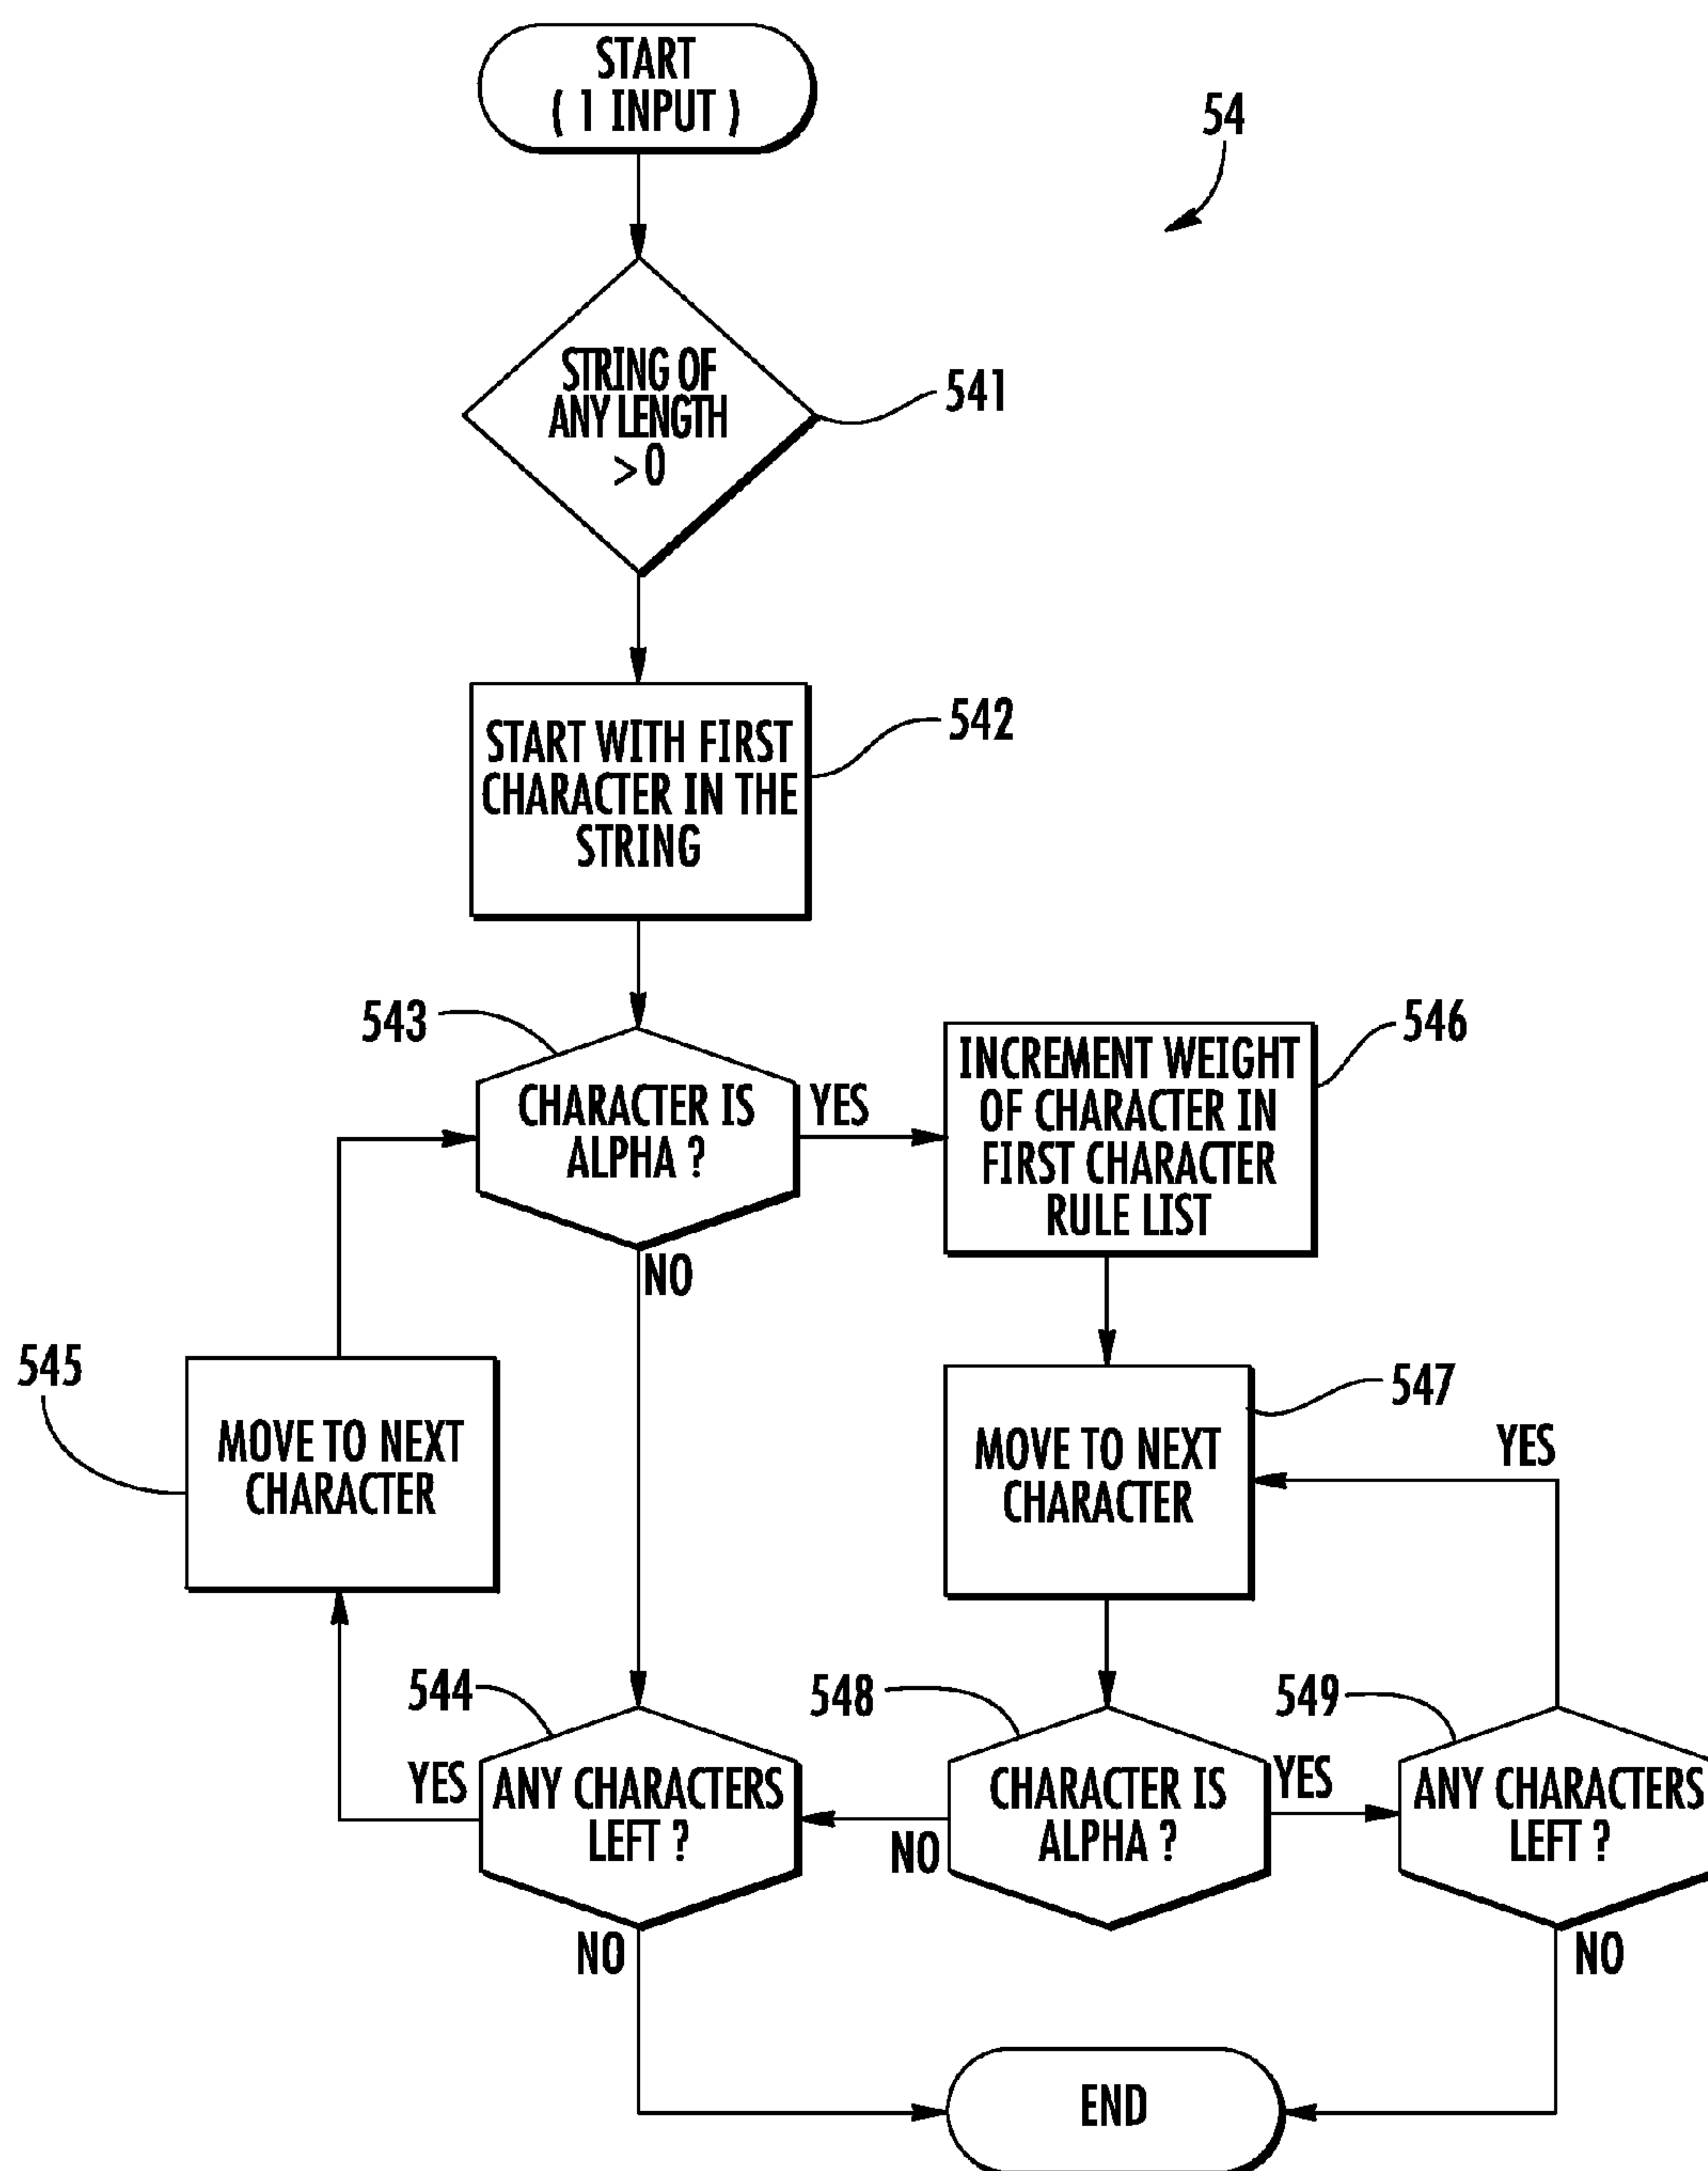 START
( 1 INPUT )
54
STRING OF
ANY LENGTH
> 0
541
START WITH FIRST
CHARACTER IN THE
STRING
542
543
CHARACTER IS
ALPHA ?
YES
NO
INCREMENT WEIGHT
OF CHARACTER IN
FIRST CHARACTER
RULE LIST
546
545
MOVE TO NEXT
CHARACTER
MOVE TO NEXT
CHARACTER
547
YES
544
YES
ANY CHARACTERS
LEFT ?
NO
548
NO
CHARACTER IS
ALPHA ?
YES
549
ANY CHARACTERS
LEFT ?
NO
END